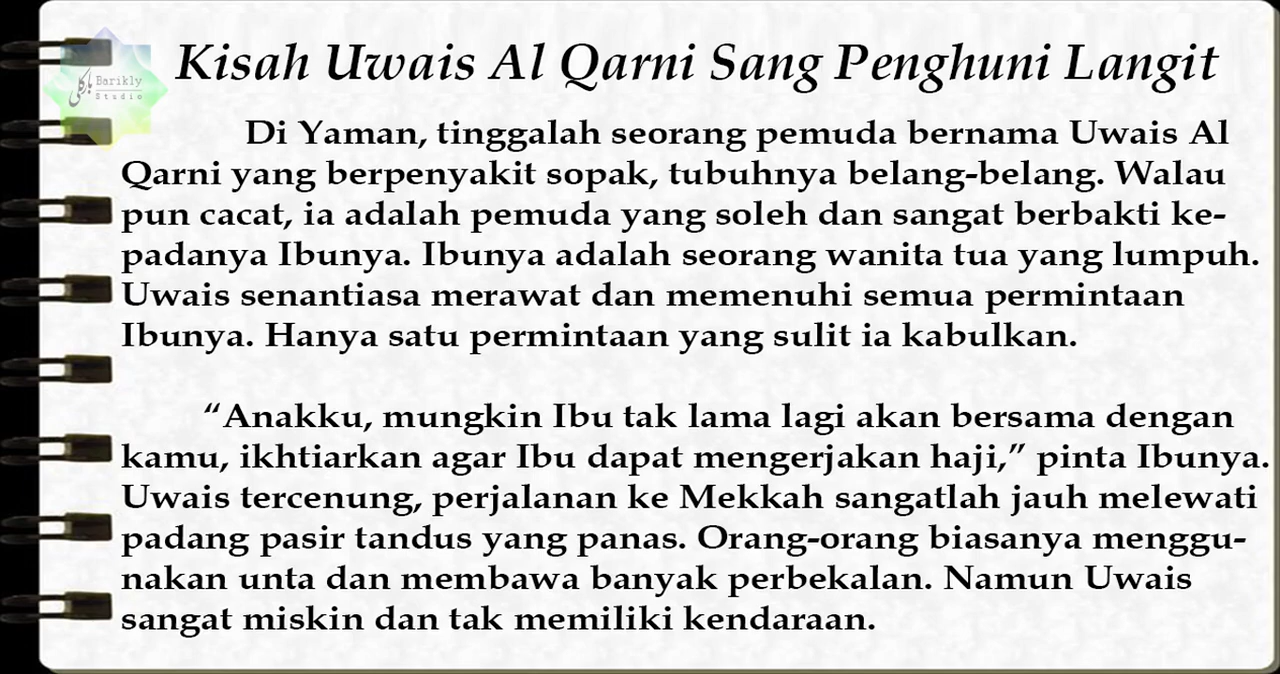 Kisah Uwais Al Qarni Sang Penghuni Langit
باركلي
Barikly
Studio
Di Yaman, tinggalah seorang pemuda bernama Uwais Al
Qarni yang berpenyakit sopak, tubuhnya belang-belang. Walau
pun cacat, ia adalah pemuda yang soleh dan sangat berbakti ke-
padanya Ibunya. Ibunya adalah seorang wanita tua yang lumpuh.
Uwais senantiasa merawat dan memenuhi semua permintaan
Ibunya. Hanya satu permintaan yang sulit ia kabulkan.
“Anakku, mungkin Ibu tak lama lagi akan bersama dengan
kamu, ikhtiarkan agar Ibu dapat mengerjakan haji,” pinta Ibunya.
Uwais tercenung, perjalanan ke Mekkah sangatlah jauh melewati
padang pasir tandus yang panas. Orang-orang biasanya menggu-
nakan unta dan membawa banyak perbekalan. Namun Uwais
sangat miskin dan tak memiliki kendaraan.